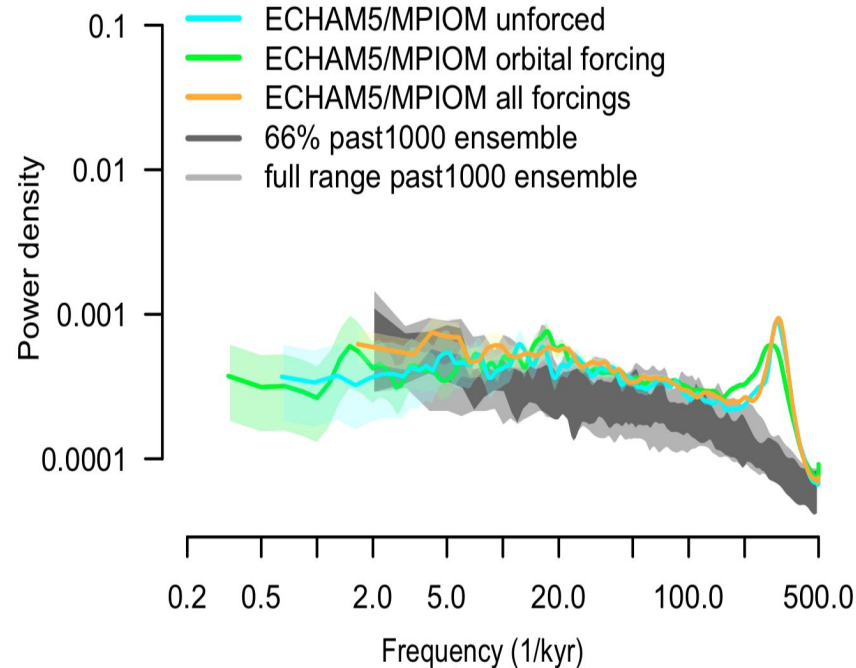 0.1
0.01
0.001
0.0001
Power density
ECHAM5/MPIOM unforced
ECHAM5/MPIOM orbital forcing
ECHAM5/MPIOM all forcings
66% past1000 ensemble
full range past1000 ensemble
0.2 0.5 2.0 5.0 20.0 100.0 500.0
Frequency (1/kyr)